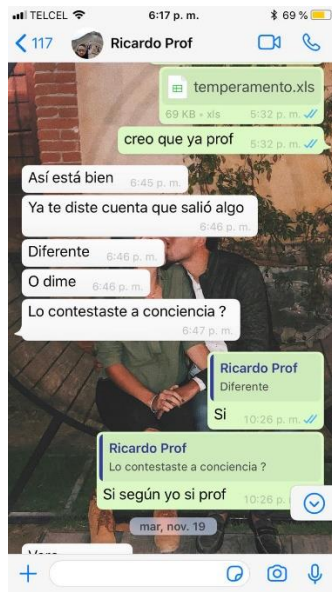 TELCEL 6:17 p. m. 69 %
117 Ricardo Prof
temperamento.xls
69 KB • xls 5:32 p. m.
creo que ya prof 5:32 p. m.
Así está bien 6:45 p. m.
Ya te diste cuenta que salió algo
6:46 p. m.
Diferente 6:46 p. m.
O dime 6:46 p. m.
Lo contestaste a conciencia ?
6:47 p. m.
Ricardo Prof
Diferente
Si 10:26 p. m.
Ricardo Prof
Lo contestaste a conciencia ?
Si según yo si prof 10:26 p.
mar, nov. 19